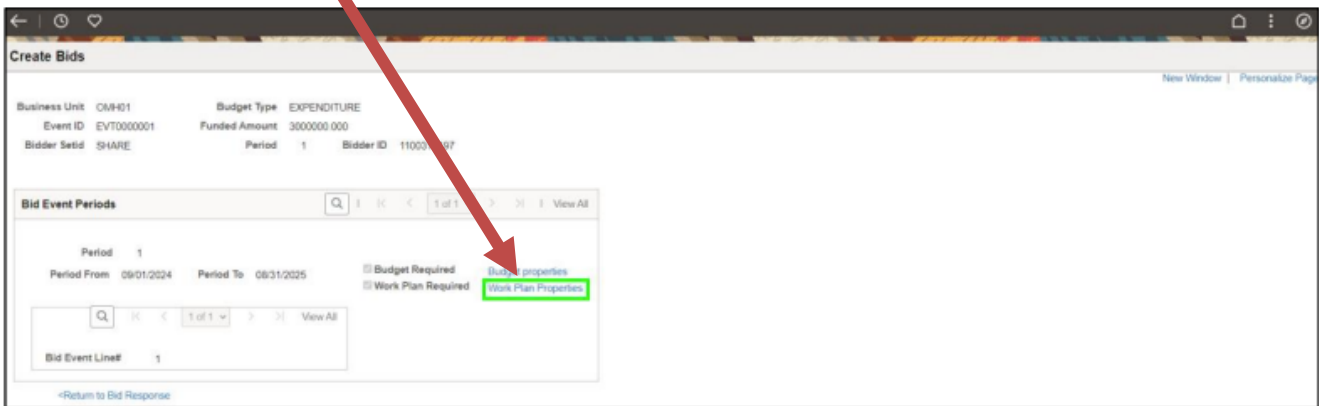 Create Bids
New Window | Personalize Page
Business Unit OMH01 Budget Type EXPENDITURE
Event ID EVT0000001 Funded Amount 3000000.000
Bidder Setid SHARE Period 1 Bidder ID
Bid Event Periods 1 of 1 View All
Period 1
Period From 09/01/2024 Period To 08/31/2025 Budget Required Budget properties
Work Plan Required Work Plan Properties
1 of 1 View All
Bid Event Line# 1
<Return to Bid Response